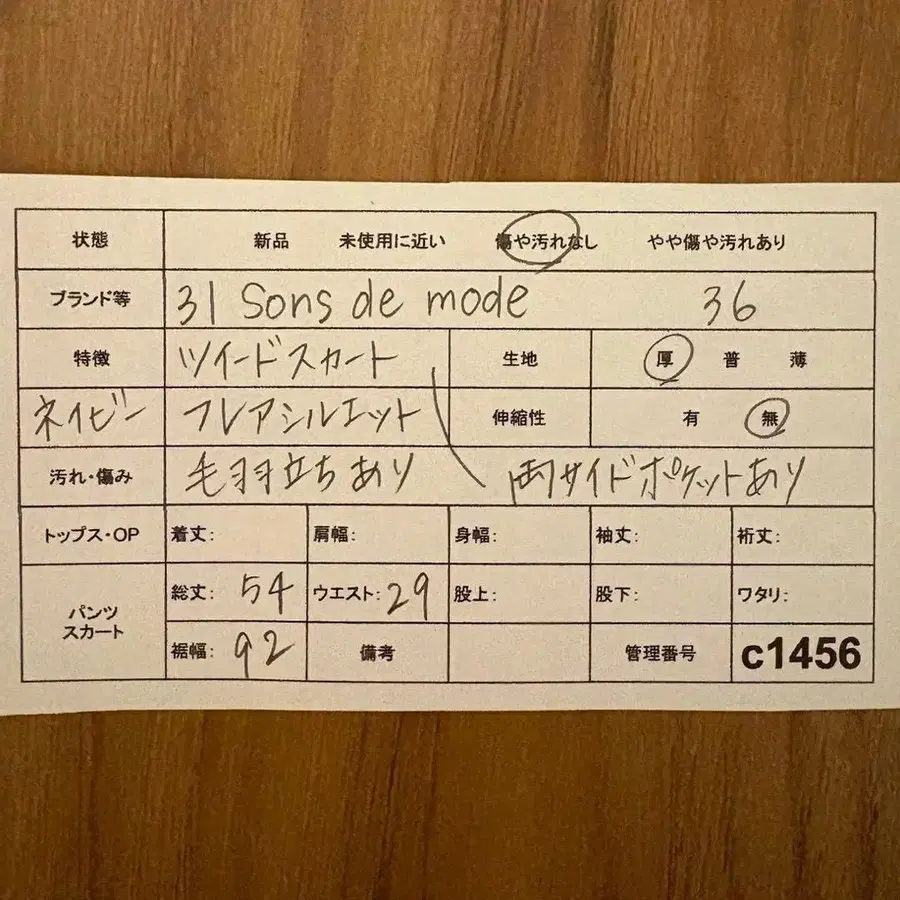 状態 新品 未使用に近い 傷や汚れなし やや傷や汚れあり
ブランド等 31 Sons de mode 36
特徴 ツイードスカート 生地 厚 普 薄
ネイビー フレアシルエット 伸縮性 有 無
汚れ・傷み 毛羽立ちあり 両サイドポケットあり
トップス・OP 着丈: 肩幅: 身幅: 袖丈: 裄丈:
パンツ スカート 総丈: 54 ウエスト: 29 股上: 股下: ワタリ:
裾幅: 92 備考 管理番号 c1456